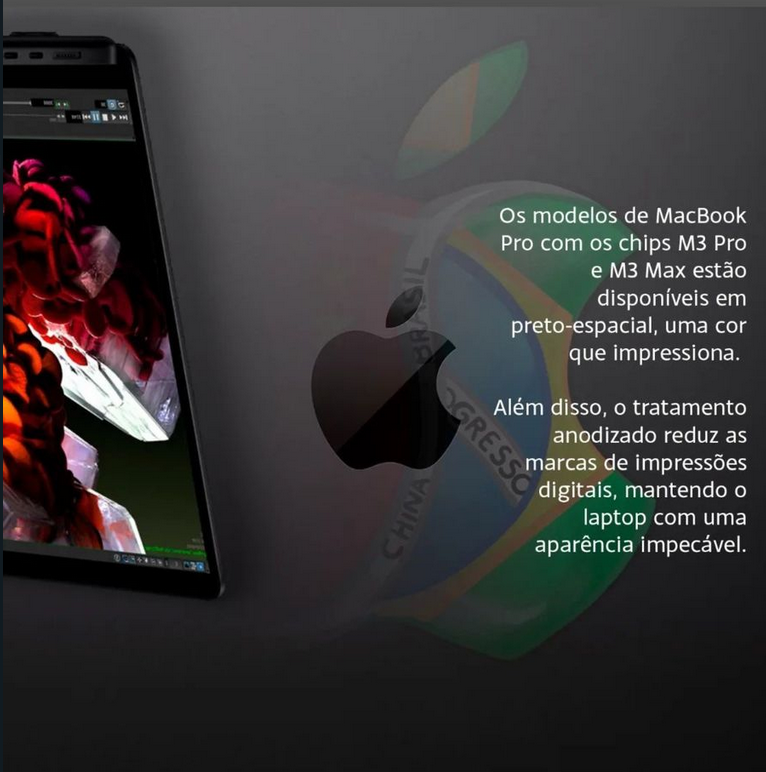 Os modelos de MacBook
Pro com os chips M3 Pro
e M3 Max estão
disponíveis em
preto-espacial, uma cor
que impressiona.
Além disso, o tratamento
anodizado reduz as
marcas de impressões
digitais, mantendo o
laptop com uma
aparência impecável.
BRASIL
OGRESSO
CHINA